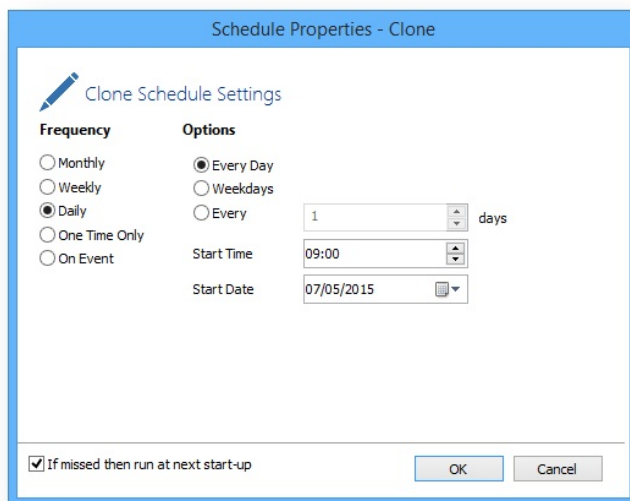 Schedule Properties - Clone
Clone Schedule Settings
Frequency
Options
Monthly
Weekly
Daily
One Time Only
On Event
Every Day
Weekdays
Every 1 days
Start Time 09:00
Start Date 07/05/2015
If missed then run at next start-up
OK
Cancel